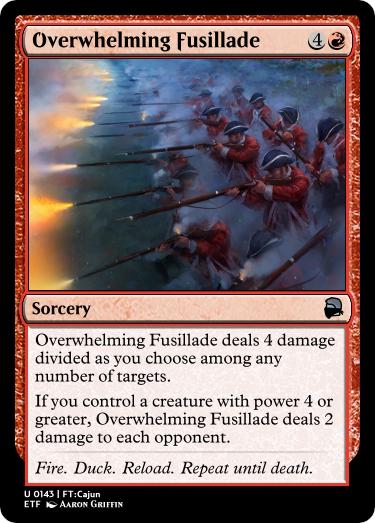 Overwhelming Fusillade 4
Sorcery
Overwhelming Fusillade deals 4 damage
divided as you choose among any
number of targets.
If you control a creature with power 4 or
greater, Overwhelming Fusillade deals 2
damage to each opponent.
Fire. Duck. Reload. Repeat until death.
U 0143 | FT:Cajun
ETF Aaron Griffin